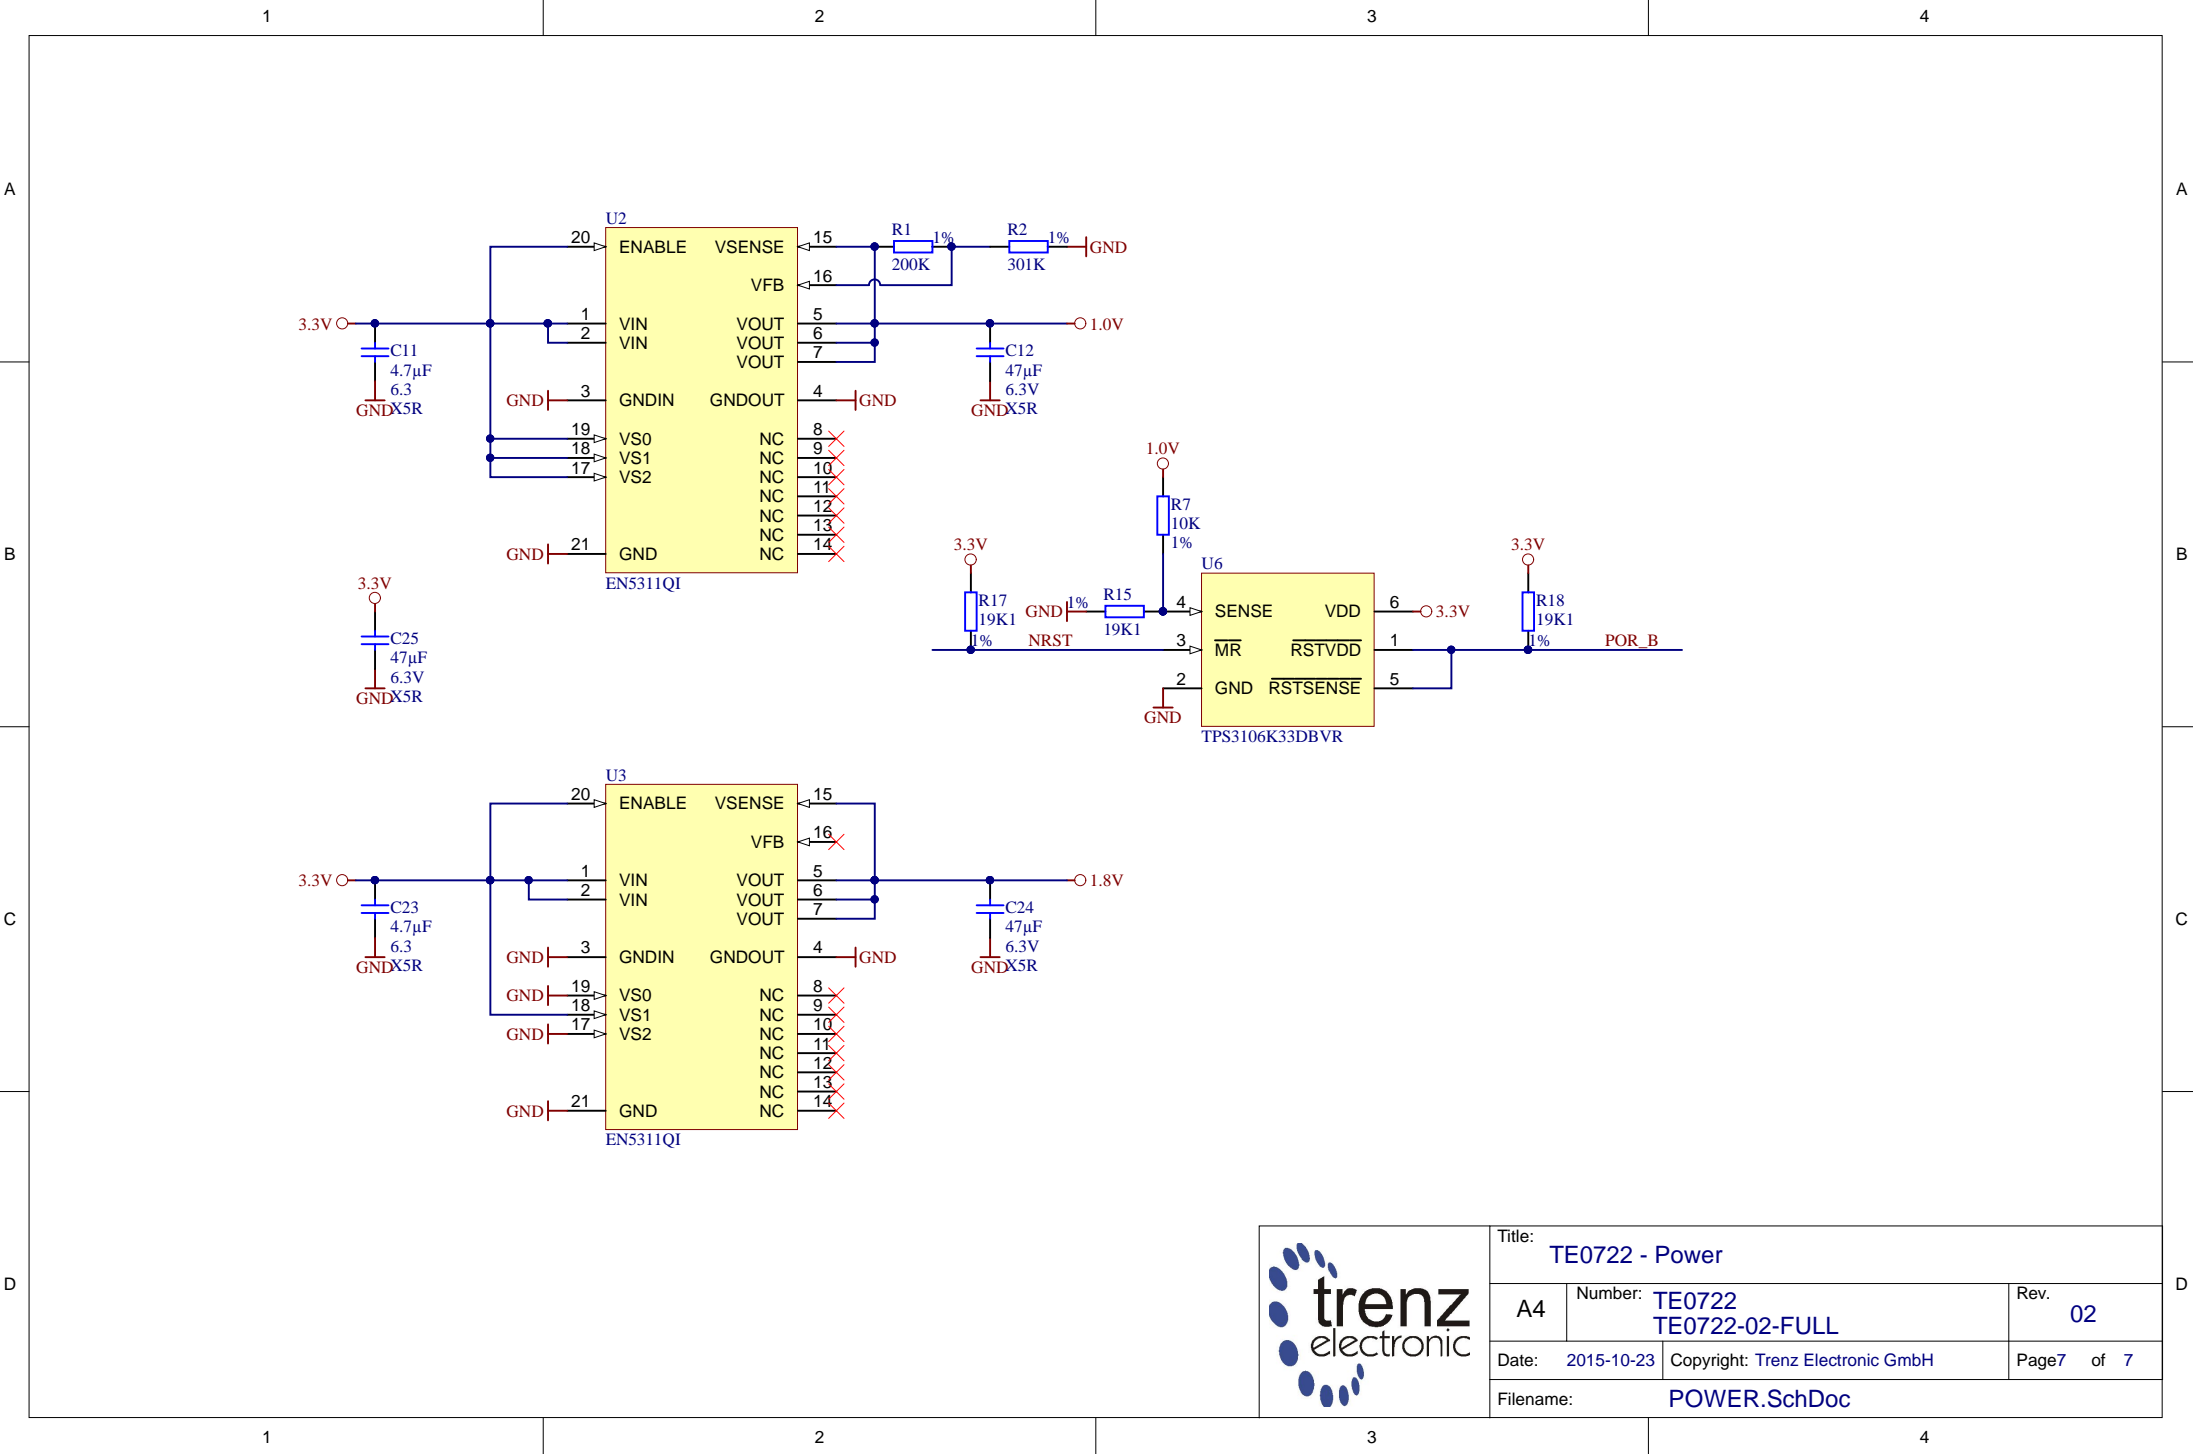 1 2 3 4
A A
B B
C C
D D
1 2 3 4
U2
20 ENABLE VSENSE 15
VFB 16
1 VIN VOUT 5
2 VIN VOUT 6
VOUT 7
3 GNDIN GNDOUT 4
19 VS0 NC 8
18 VS1 NC 9
17 VS2 NC 10
NC 11
NC 12
NC 13
21 GND NC 14
EN5311QI
3.3V
C11
4.7µF
6.3
X5R
GND
GND
GND
GND
R1
1%
200K
R2
1%
301K
GND
1.0V
C12
47µF
6.3V
X5R
GND
3.3V
C25
47µF
6.3V
X5R
GND
1.0V
R7
10K
1%
3.3V
R17
19K1
1%
NRST
GND
1%
R15
19K1
U6
4 SENSE VDD 6
3 MR RSTVDD 1
2 GND RSTSENSE 5
TPS3106K33DBVR
GND
3.3V
3.3V
R18
19K1
1%
POR_B
U3
20 ENABLE VSENSE 15
VFB 16
1 VIN VOUT 5
2 VIN VOUT 6
VOUT 7
3 GNDIN GNDOUT 4
19 VS0 NC 8
18 VS1 NC 9
17 VS2 NC 10
NC 11
NC 12
NC 13
21 GND NC 14
EN5311QI
3.3V
C23
4.7µF
6.3
X5R
GND
GND
GND
GND
GND
GND
1.8V
C24
47µF
6.3V
X5R
GND
trenz
electronic
Title:
TE0722 - Power
A4
Number: TE0722
TE0722-02-FULL
Rev.
02
Date: 2015-10-23 Copyright: Trenz Electronic GmbH Page7 of 7
Filename: POWER.SchDoc